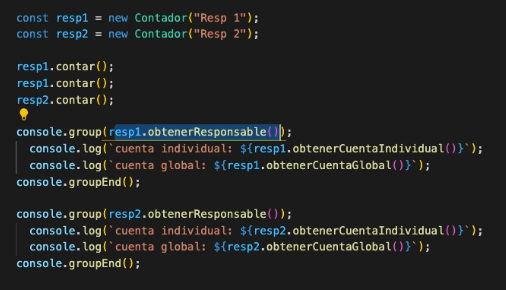 const resp1 = new Contador("Resp 1");
const resp2 = new Contador("Resp 2");
resp1.contar();
resp1.contar();
resp2.contar();
console.group(resp1.obtenerResponsable());
console.log(`cuenta individual: ${resp1.obtenerCuentaIndividual()}`);
console.log(`cuenta global: ${resp1.obtenerCuentaGlobal()}`);
console.groupEnd();
console.group(resp2.obtenerResponsable());
console.log(`cuenta individual: ${resp2.obtenerCuentaIndividual()}`);
console.log(`cuenta global: ${resp2.obtenerCuentaGlobal()}`);
console.groupEnd();